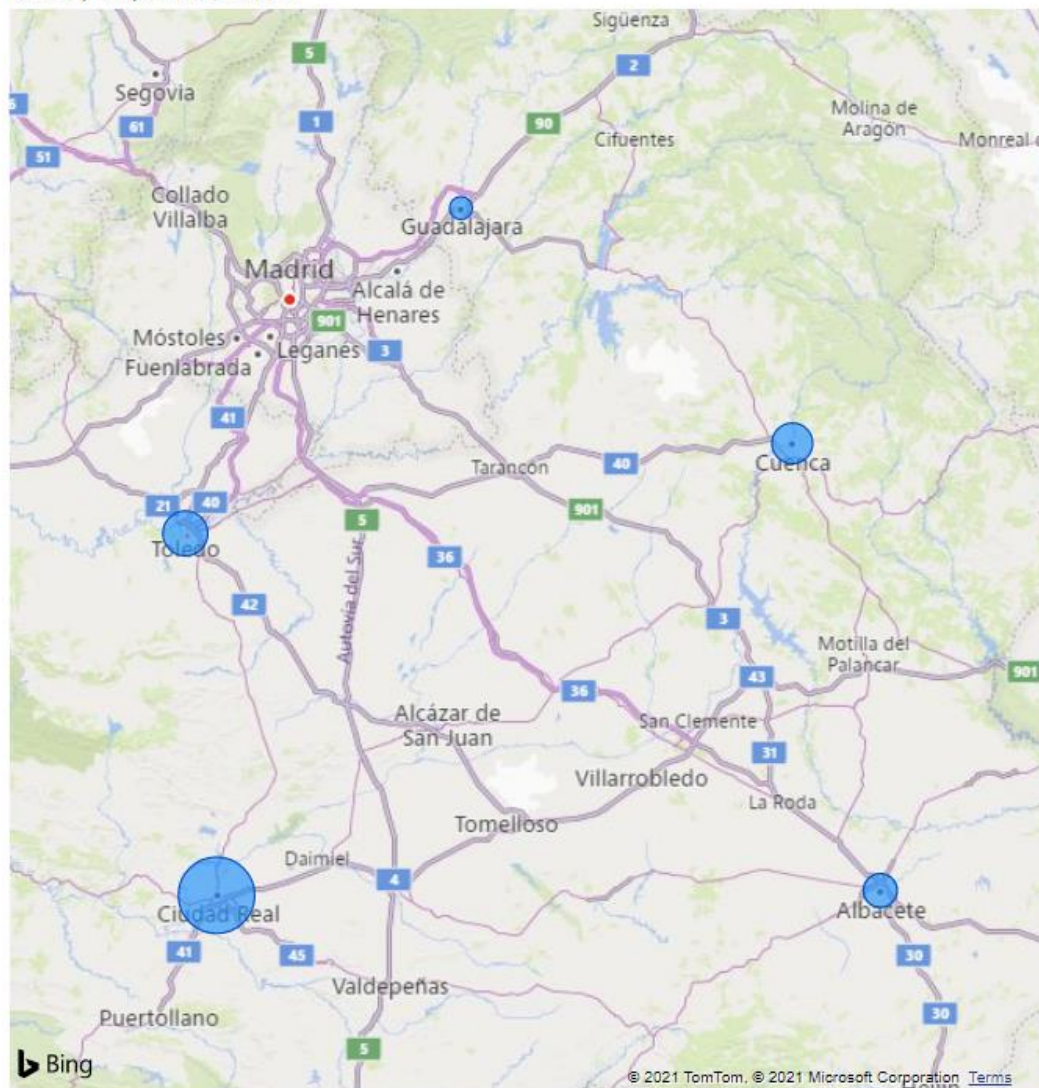 Sigüenza
5
2
Segovia
6
Molina de
Aragón
61
1
90
Cifuentes
Monreal d
51
Collado
Villalba
Guadalajara
Madrid
Alcalá de
Henares
901
Móstoles
Leganés
3
Fuenlabrada
41
Tarancón
40
Cuenca
21
40
5
901
Toledo
36
Autovía del Sur
42
3
Motilla del
Palancar
901
43
36
Alcázar de
San Juan
San Clemente
31
Villarrobledo
La Roda
Tomelloso
Daimiel
4
Ciudad Real
Albacete
41
45
30
Valdepeñas
Puertollano
30
5
Bing
© 2021 TomTom, © 2021 Microsoft Corporation Terms